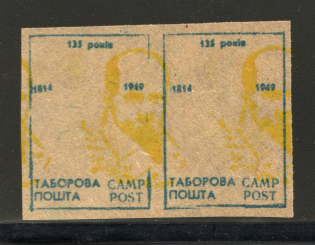 135 років
1814 1949
ТАБОРОВА CAMP
ПОШТА POST
135 років
1814 1949
ТАБОРОВА CAMP
ПОШТА POST